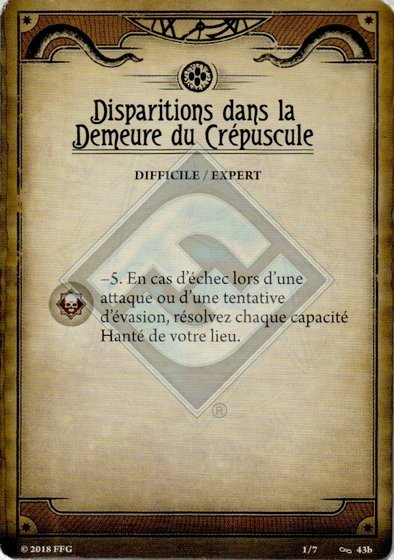 Disparitions dans la
Demeure du Crépuscule
DIFFICILE / EXPERT
–5. En cas d'échec lors d'une
attaque ou d'une tentative
d'évasion, résolvez chaque capacité
Hanté de votre lieu.
®
© 2018 FFG 1/7 43b